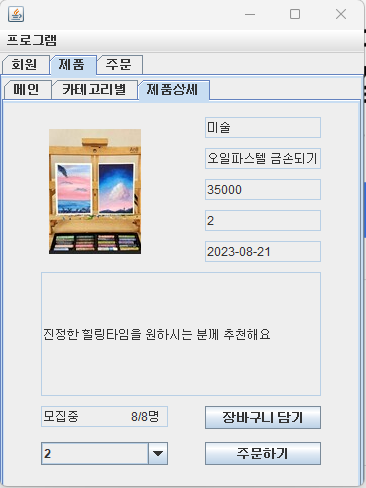 프로그램
회원 제품 주문
메인 카테고리별 제품상세
미술
오일파스텔 금손되기
35000
2
2023-08-21
진정한 힐링타임을 원하시는 분께 추천해요
모집중 8/8명 장바구니 담기
2 주문하기